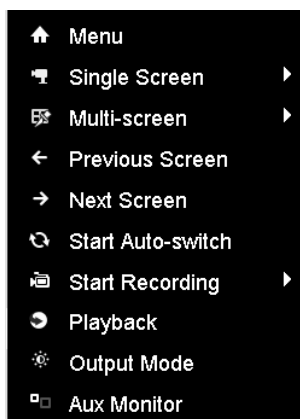 Menu
Single Screen
Multi-screen
Previous Screen
Next Screen
Start Auto-switch
Start Recording
Playback
Output Mode
Aux Monitor